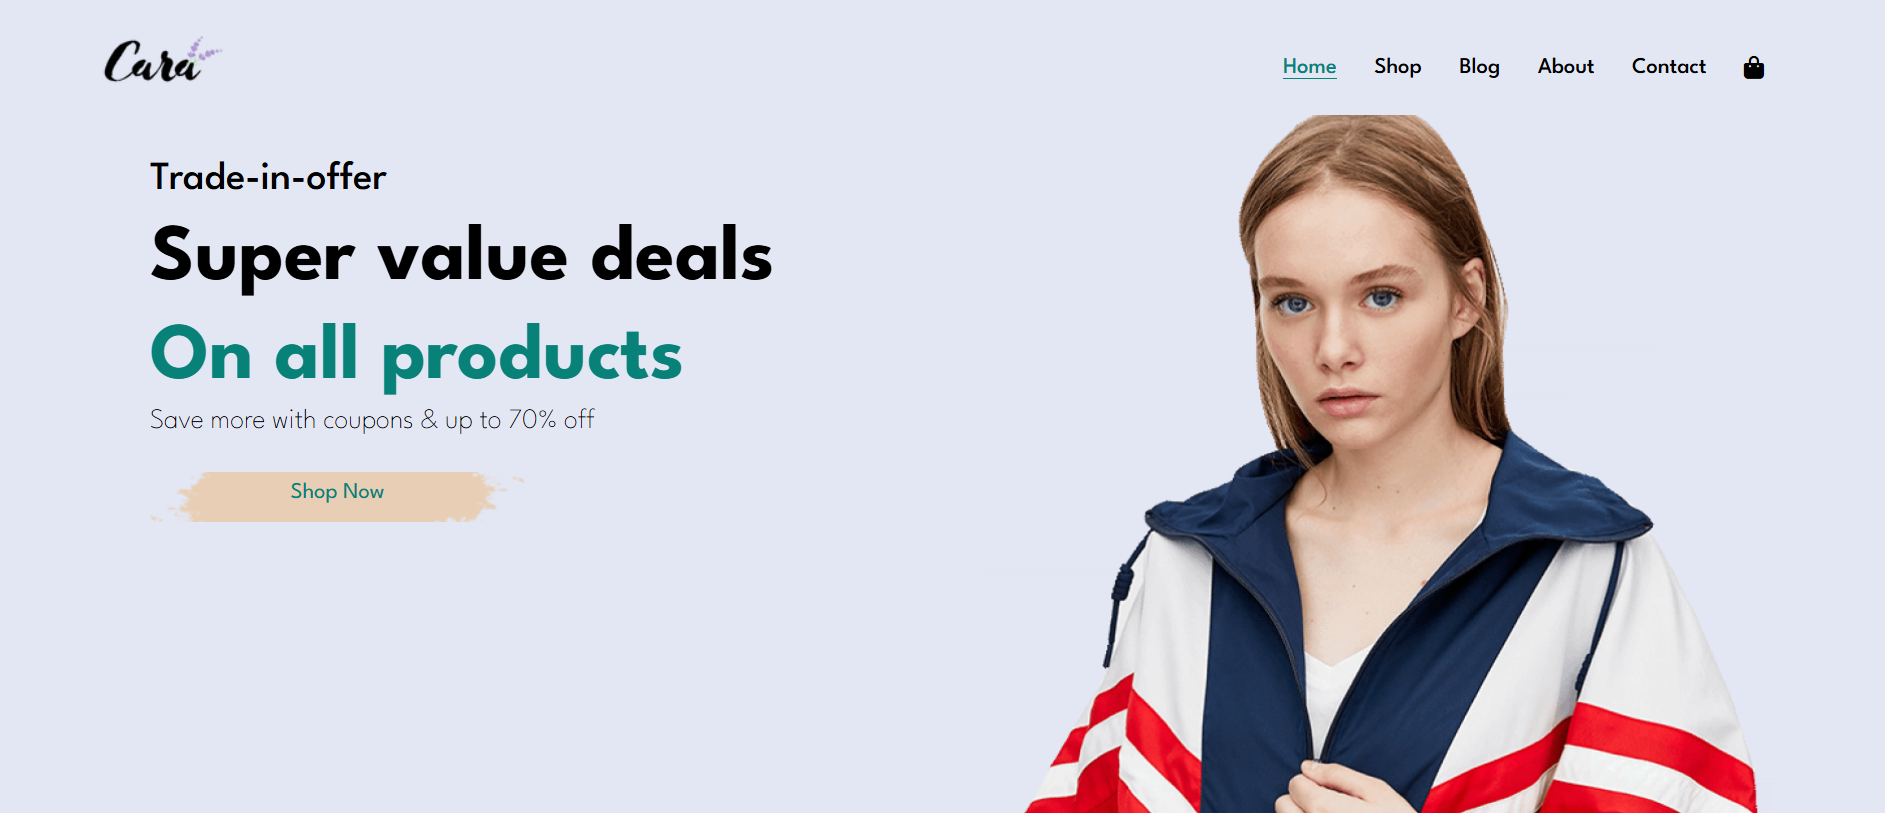 Cara
Home Shop Blog About Contact
Trade-in-offer
Super value deals
On all products
Save more with coupons & up to 70% off
Shop Now